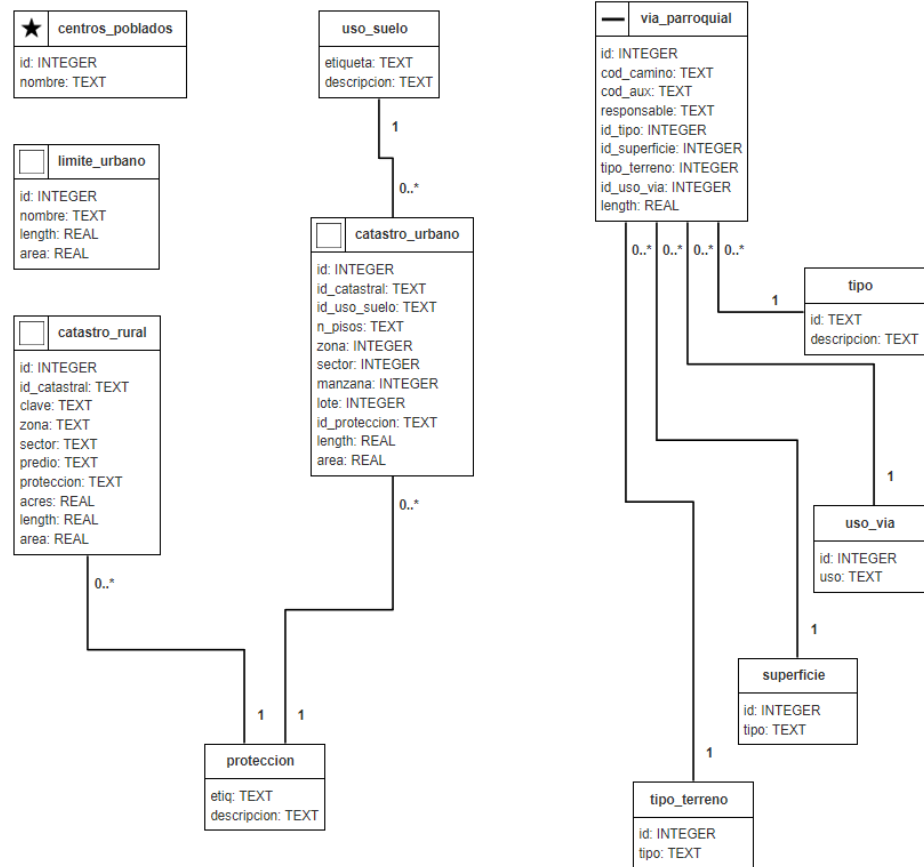 centros_poblados
id: INTEGER
nombre: TEXT
limite_urbano
id: INTEGER
nombre: TEXT
length: REAL
area: REAL
catastro_rural
id: INTEGER
id_catastral: TEXT
clave: TEXT
zona: TEXT
sector: TEXT
predio: TEXT
proteccion: TEXT
acres: REAL
length: REAL
area: REAL
0..*
1
uso_suelo
etiqueta: TEXT
descripcion: TEXT
1
0..*
catastro_urbano
id: INTEGER
id_catastral: TEXT
id_uso_suelo: TEXT
n_pisos: TEXT
zona: INTEGER
sector: INTEGER
manzana: INTEGER
lote: INTEGER
id_proteccion: TEXT
length: REAL
area: REAL
0..*
1
proteccion
etiq: TEXT
descripcion: TEXT
via_parroquial
id: INTEGER
cod_camino: TEXT
cod_aux: TEXT
responsable: TEXT
id_tipo: INTEGER
id_superficie: INTEGER
tipo_terreno: INTEGER
id_uso_via: INTEGER
length: REAL
0..* 0..* 0..* 0..*
1
tipo
id: TEXT
descripcion: TEXT
1
uso_via
id: INTEGER
uso: TEXT
1
superficie
id: INTEGER
tipo: TEXT
1
tipo_terreno
id: INTEGER
tipo: TEXT